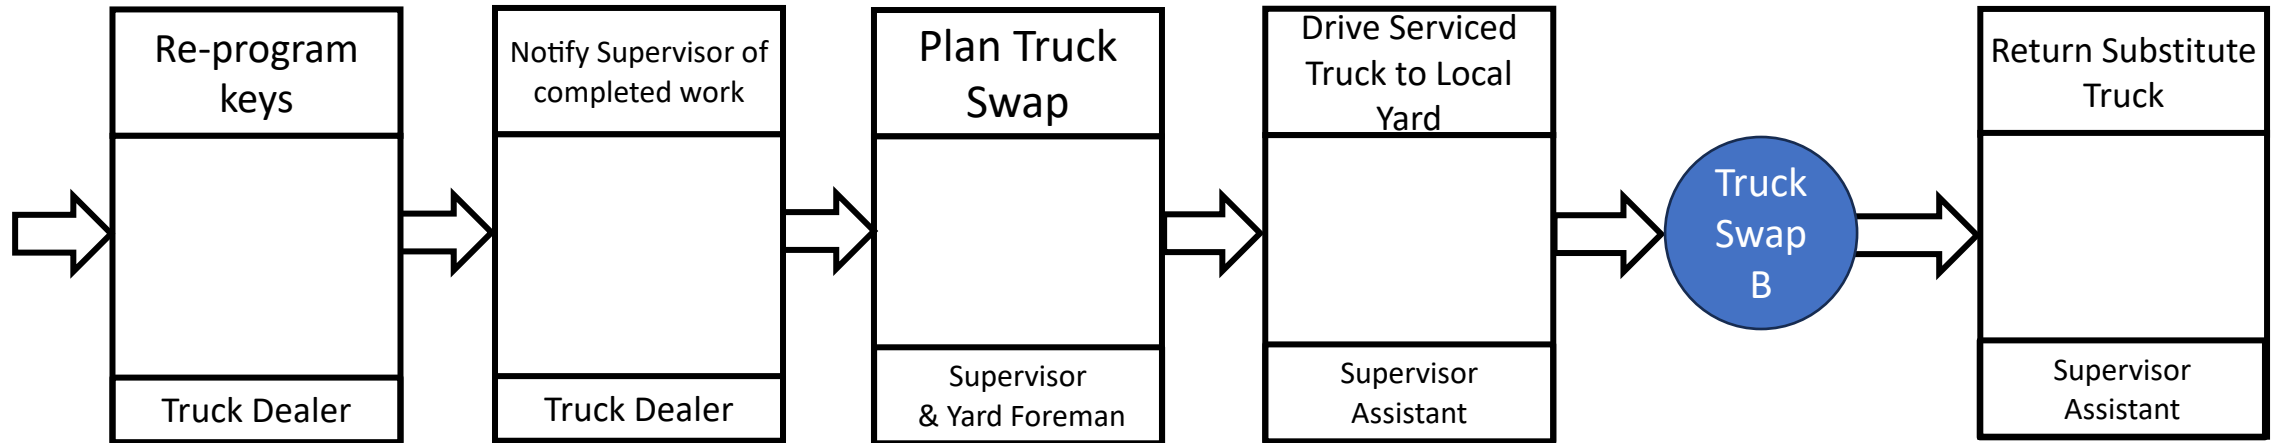 Re-program
keys
Truck Dealer
Notify Supervisor of
completed work
Truck Dealer
Plan Truck
Swap
Supervisor
& Yard Foreman
Drive Serviced
Truck to Local
Yard
Supervisor
Assistant
Truck
Swap
B
Return Substitute
Truck
Supervisor
Assistant